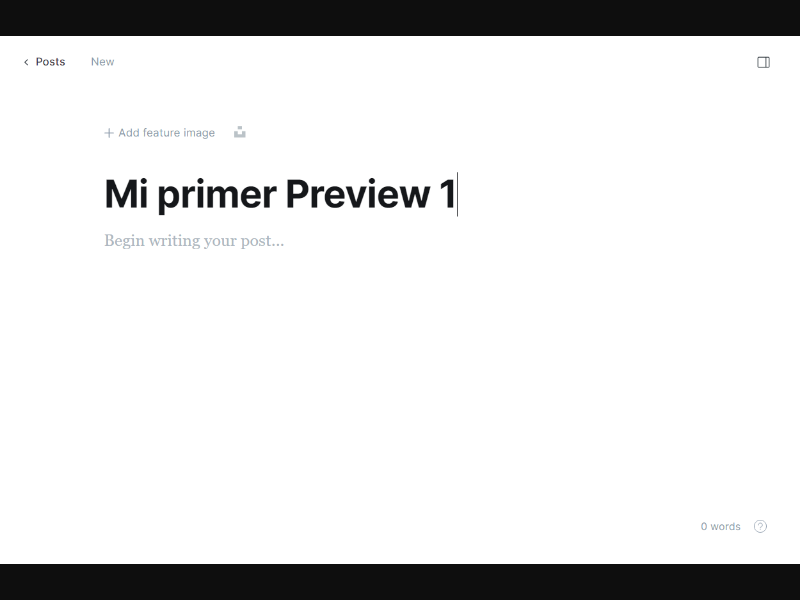 Posts New
Add feature image
Mi primer Preview 1
Begin writing your post...
0 words ?